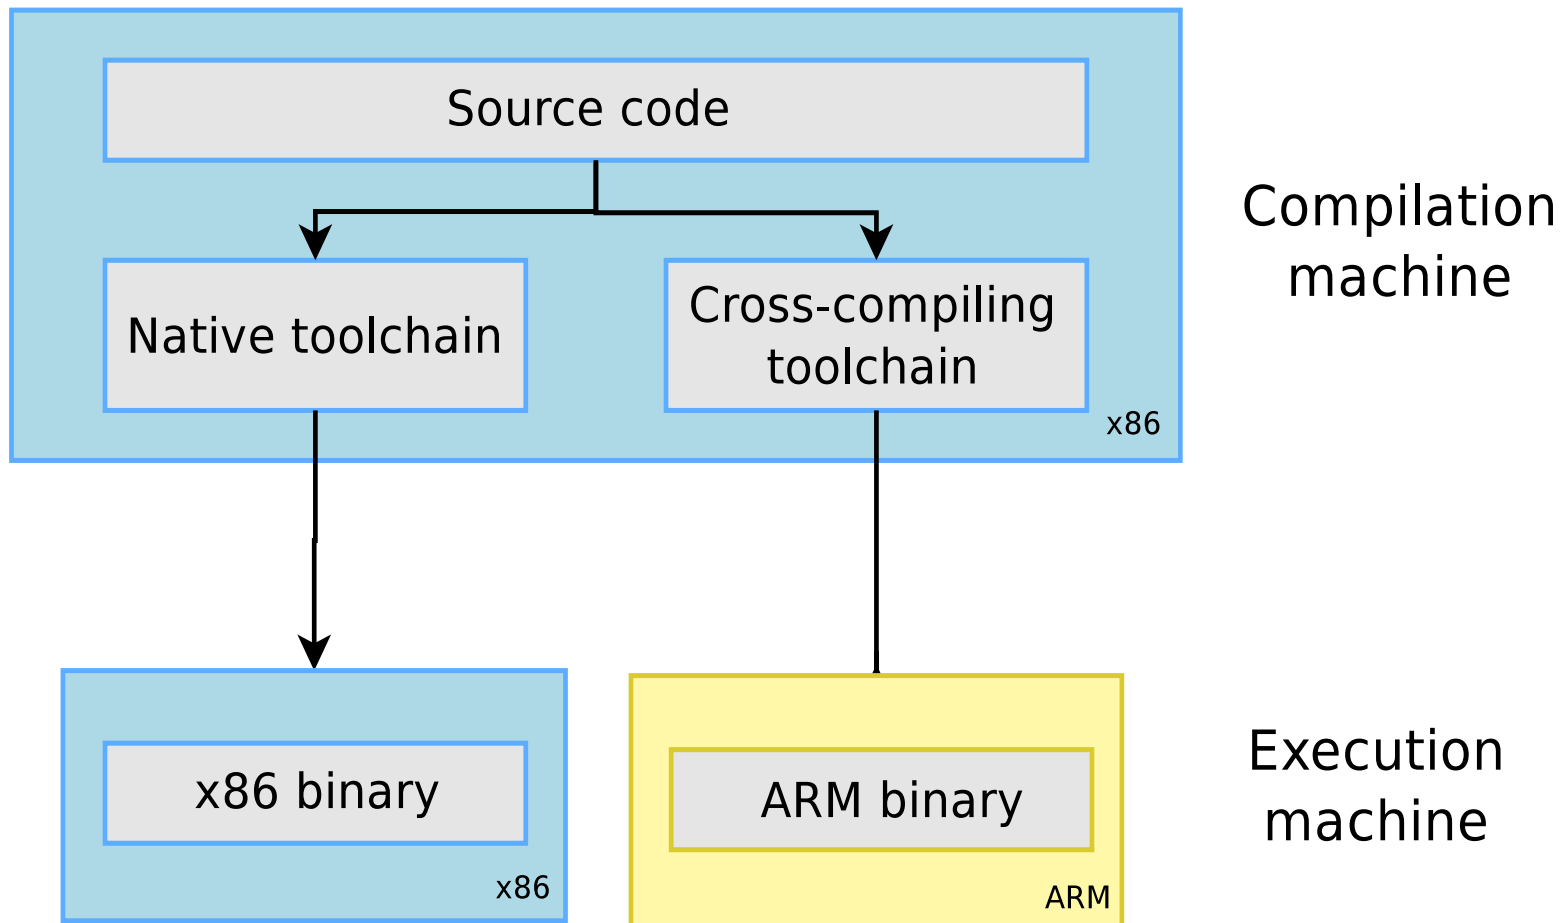 Source code
Compilation
machine
Native toolchain
Cross-compiling
toolchain
x86
x86 binary
ARM binary
Execution
machine
x86
ARM